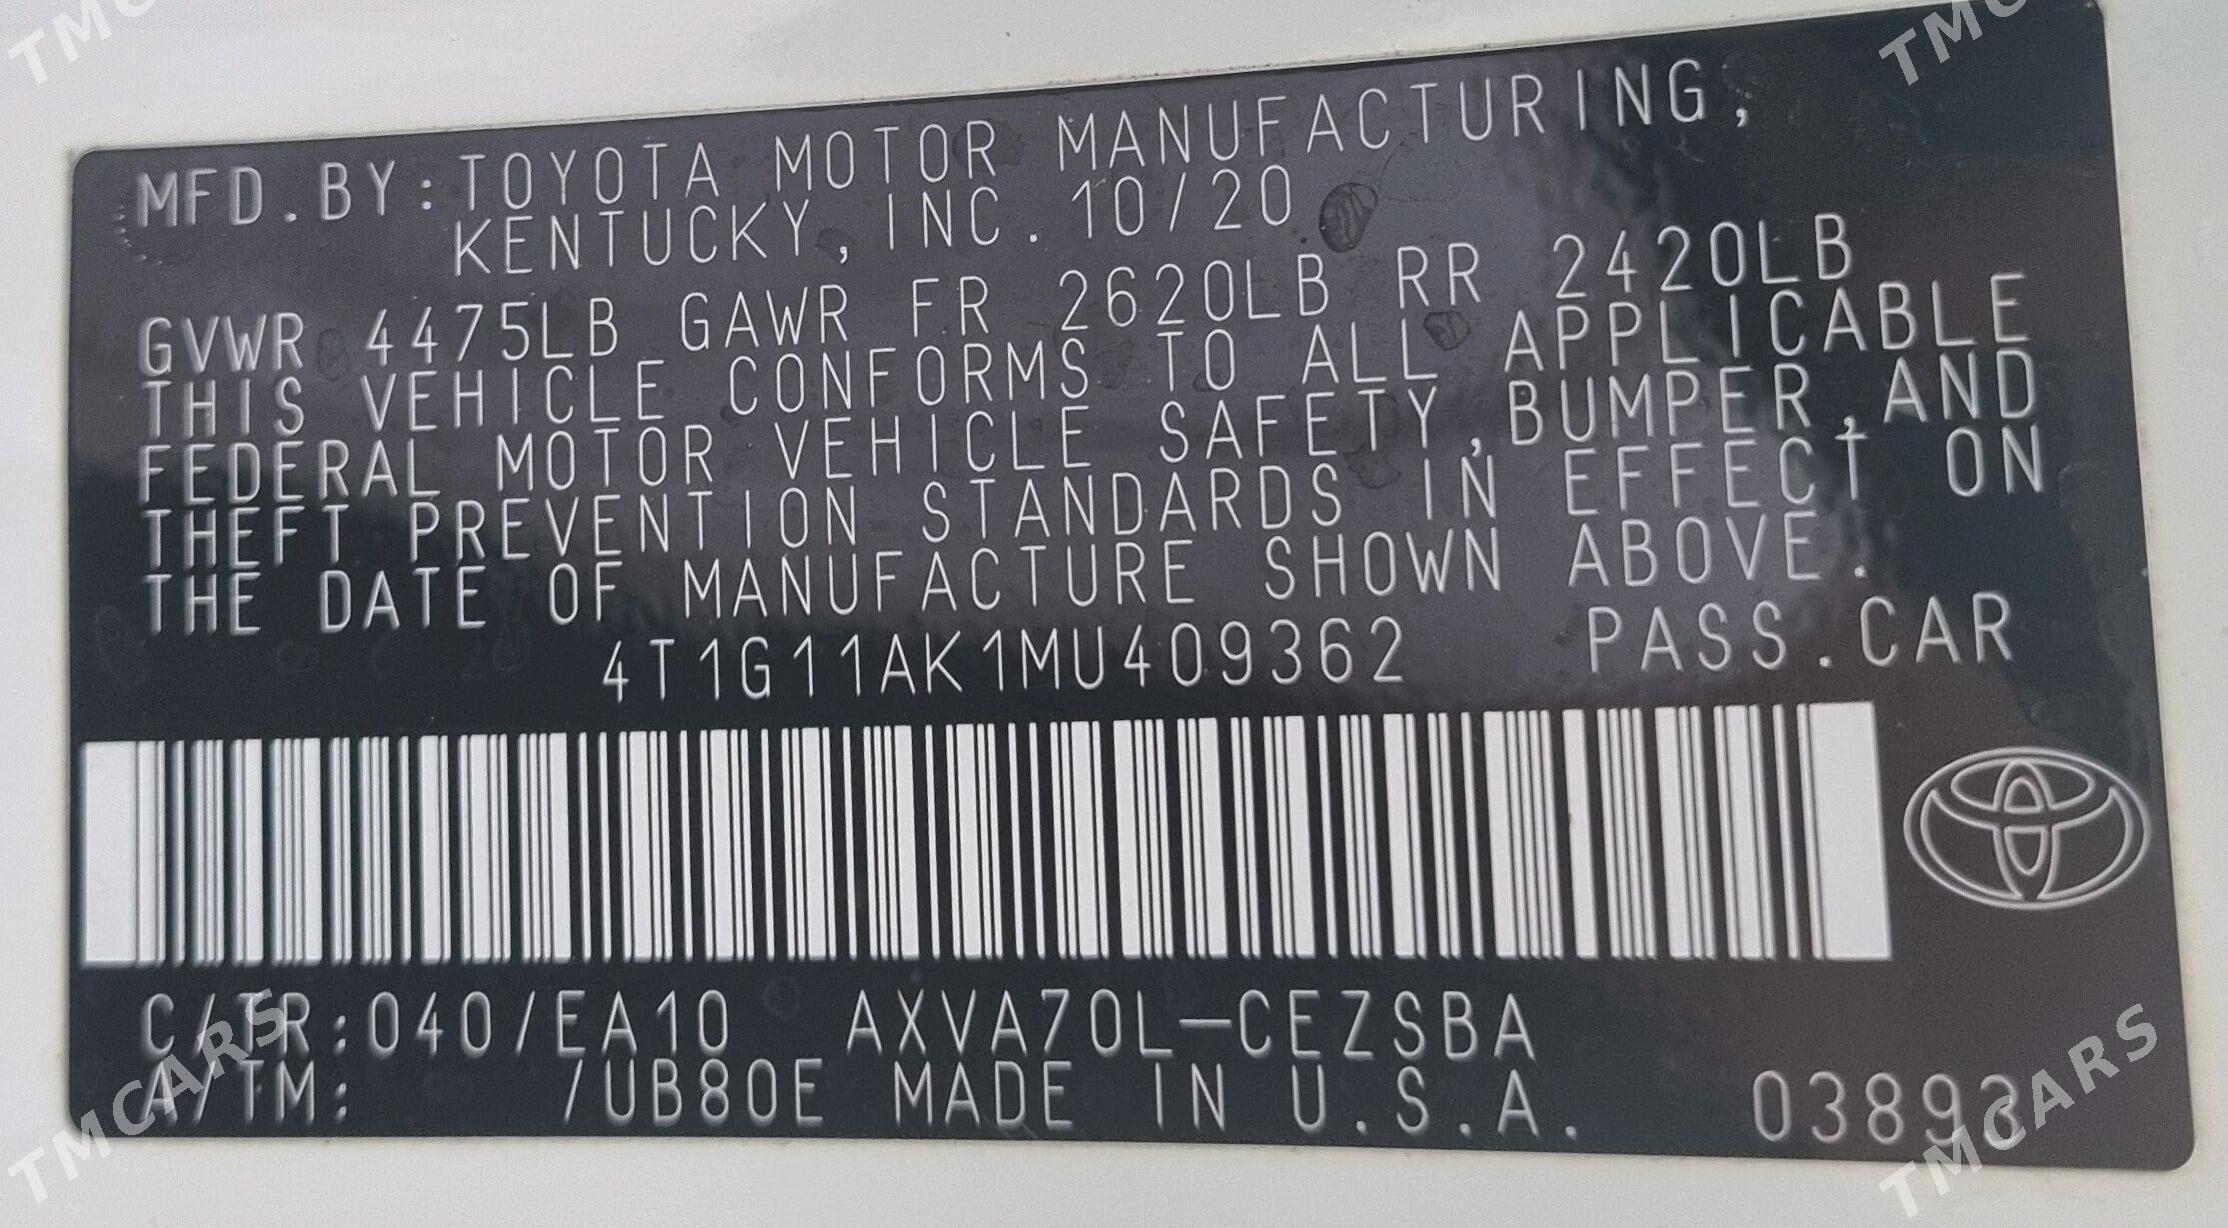 MFD.BY:TOYOTA MOTOR MANUFACTURING,
KENTUCKY, INC. 10/20
GVWR 4475LB GAWR FR 2620LB RR 2420LB
THIS VEHICLE CONFORMS TO ALL APPLICABLE
FEDERAL MOTOR VEHICLE SAFETY,BUMPER,AND
THEFT PREVENTION STANDARDS IN EFFECT ON
THE DATE OF MANUFACTURE SHOWN ABOVE.
4T1G11AK1MU409362 PASS.CAR
C/TR:040/EA10 AXVA70L-CEZSBA
A/TM: /UB80E MADE IN U.S.A. 03893
TMCARS
TMCARS